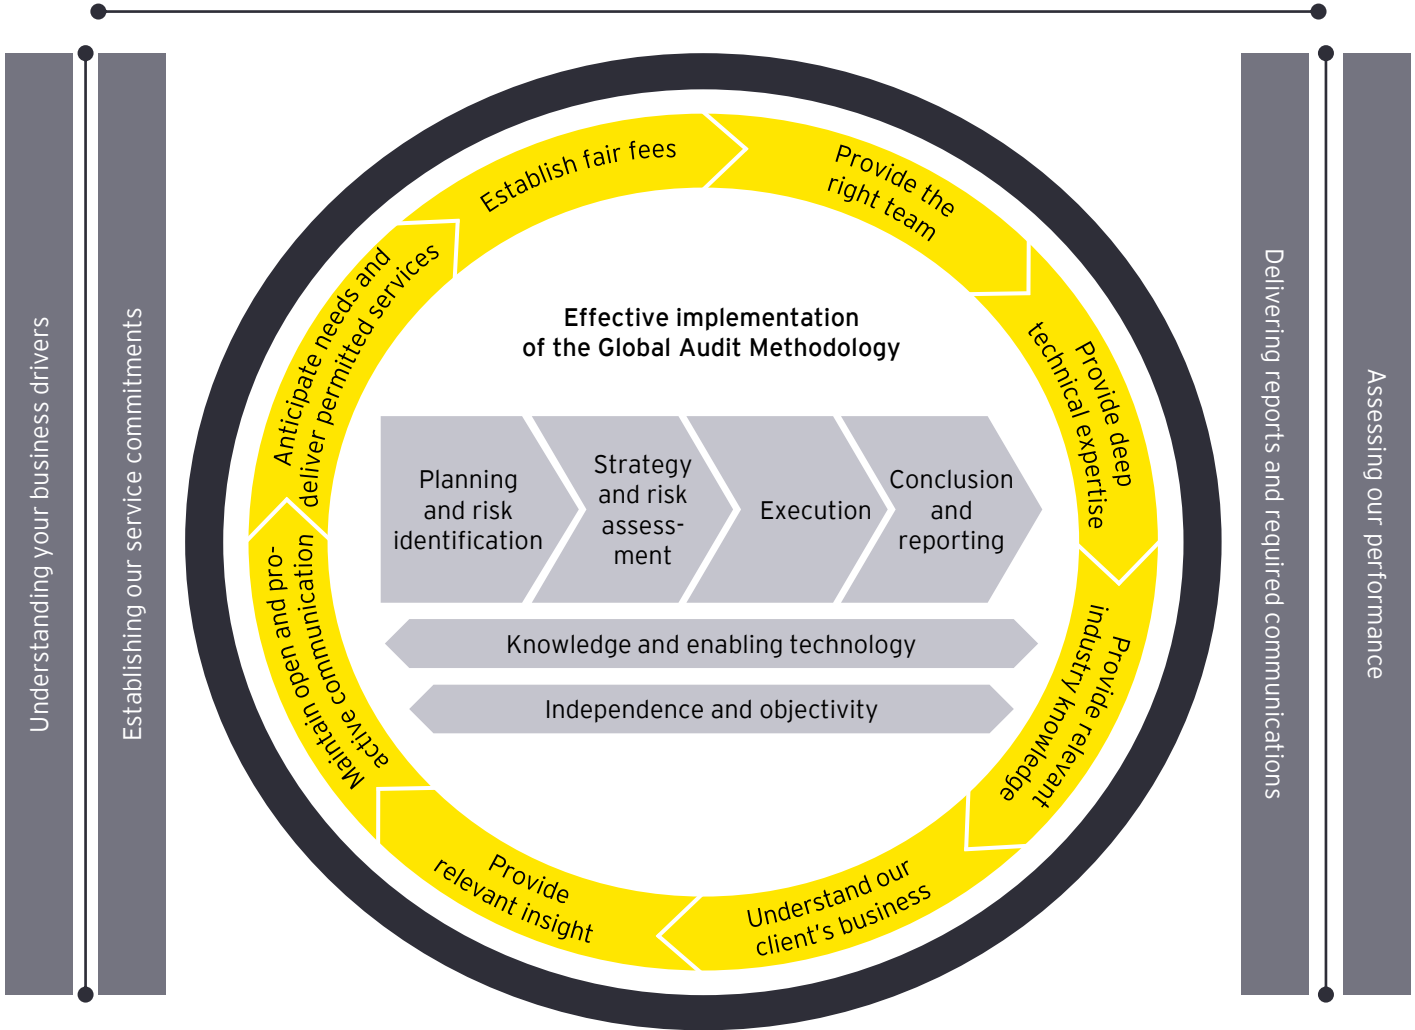 Understanding your business drivers
Establishing our service commitments
Establish fair fees
Provide the
right team
Provide deep
technical expertise
Provide relevant
industry knowledge
Understand our
client's business
Provide
relevant insight
Maintain open and pro-
active communication
Anticipate needs and
deliver permitted services
Effective implementation
of the Global Audit Methodology
Planning
and risk
identification
Strategy
and risk
assess-
ment
Execution
Conclusion
and
reporting
Knowledge and enabling technology
Independence and objectivity
Delivering reports and required communications
Assessing our performance